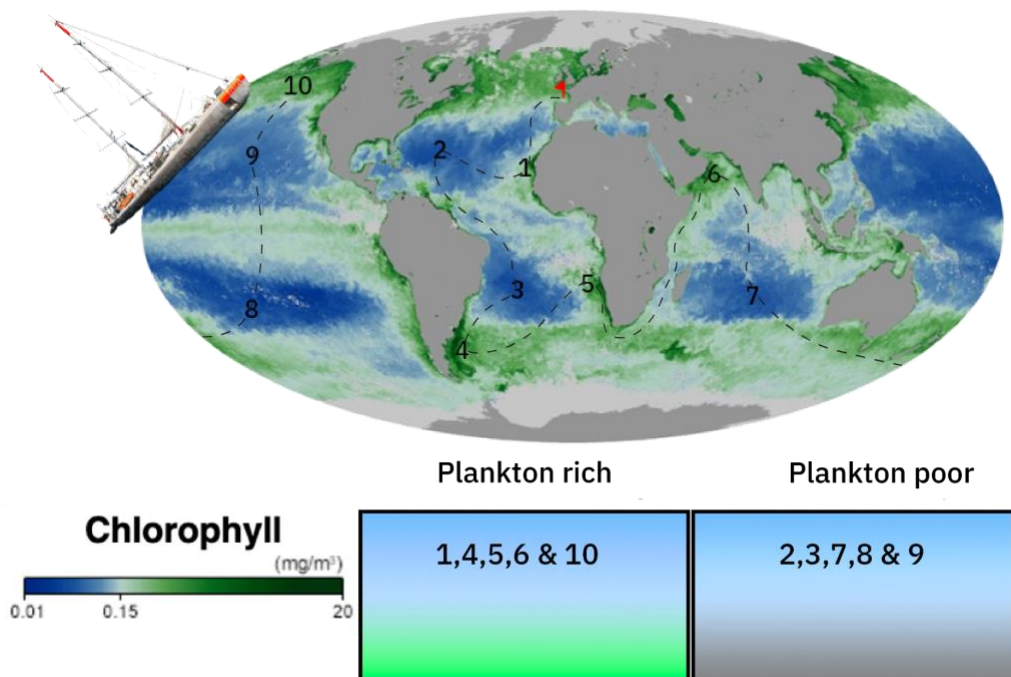 10
9
2
1
6
3
5
7
8
4
Plankton rich
Plankton poor
Chlorophyll
(mg/m³)
0.01
0.15
20
1,4,5,6 & 10
2,3,7,8 & 9